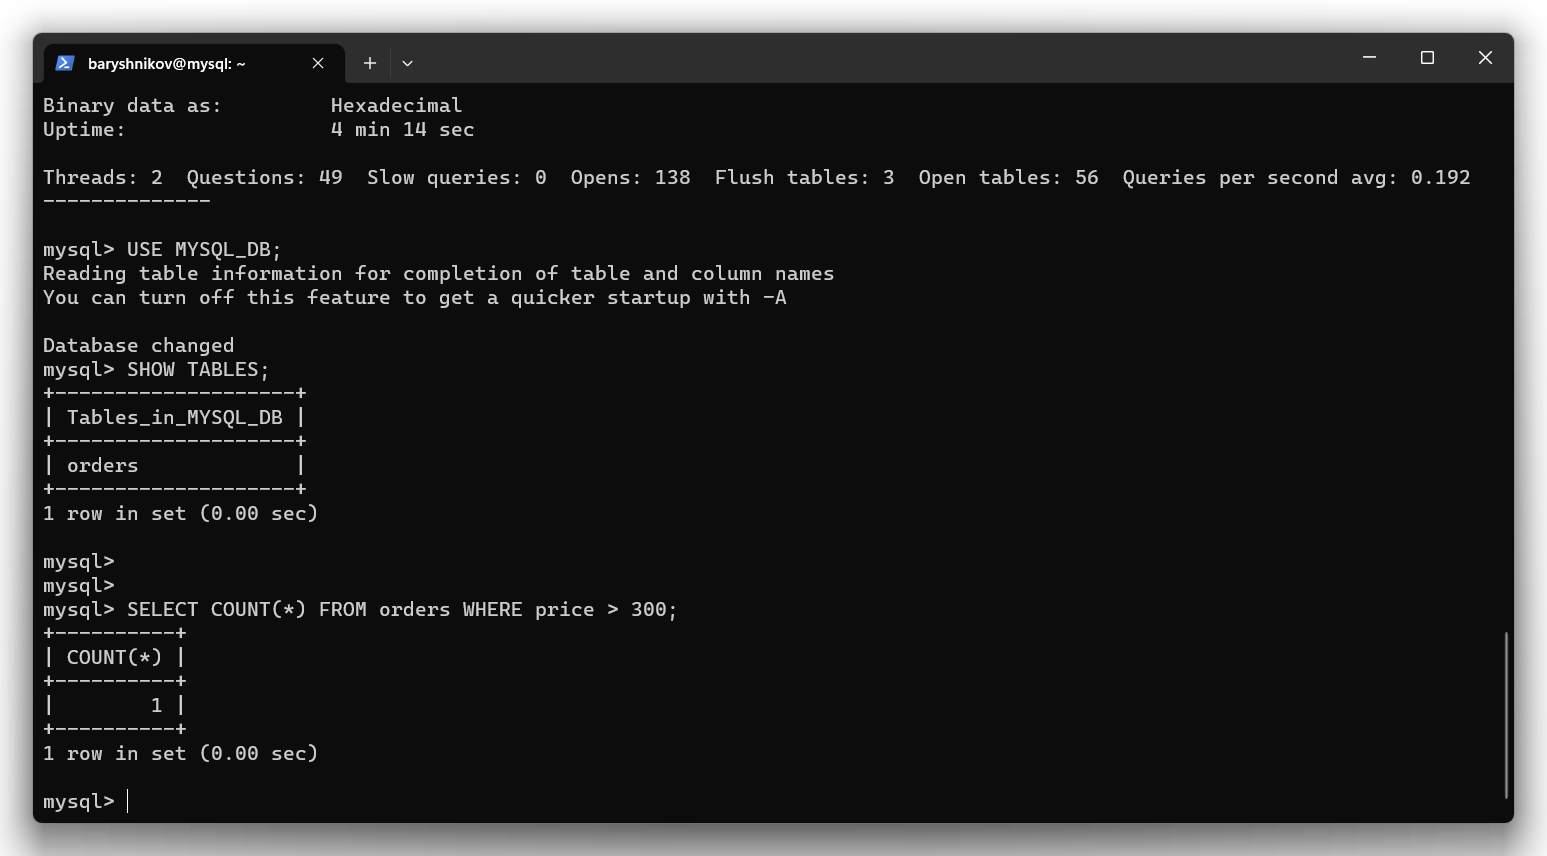 baryshnikov@mysql: ~
Binary data as:         Hexadecimal
Uptime:                 4 min 14 sec
Threads: 2  Questions: 49  Slow queries: 0  Opens: 138  Flush tables: 3  Open tables: 56  Queries per second avg: 0.192
--------------
mysql> USE MYSQL_DB;
Reading table information for completion of table and column names
You can turn off this feature to get a quicker startup with -A
Database changed
mysql> SHOW TABLES;
+--------------------+
| Tables_in_MYSQL_DB |
+--------------------+
| orders             |
+--------------------+
1 row in set (0.00 sec)
mysql>
mysql>
mysql> SELECT COUNT(*) FROM orders WHERE price > 300;
+----------+
| COUNT(*) |
+----------+
|        1 |
+----------+
1 row in set (0.00 sec)
mysql>